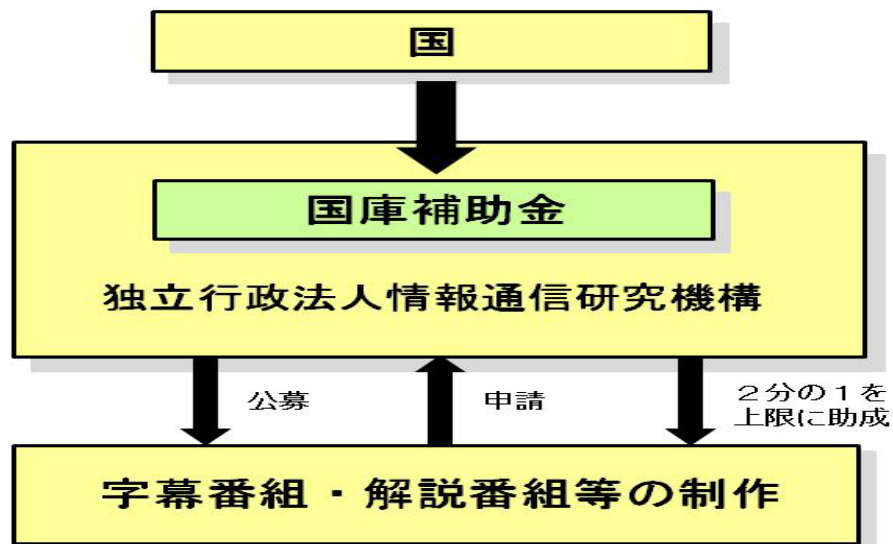 国
国庫補助金
独立行政法人情報通信研究機構
公募
申請
２分の１を
上限に助成
字幕番組・解説番組等の制作